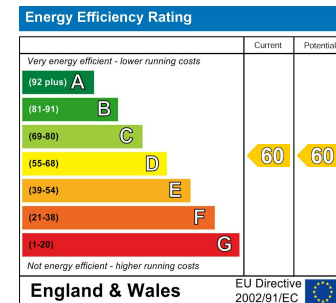 Energy Efficiency Rating
Current Potential
Very energy efficient - lower running costs
(92 plus) A
(81-91) B
(69-80) C
(55-68) D
60 60
(39-54) E
(21-38) F
(1-20) G
Not energy efficient - higher running costs
England & Wales
EU Directive
2002/91/EC